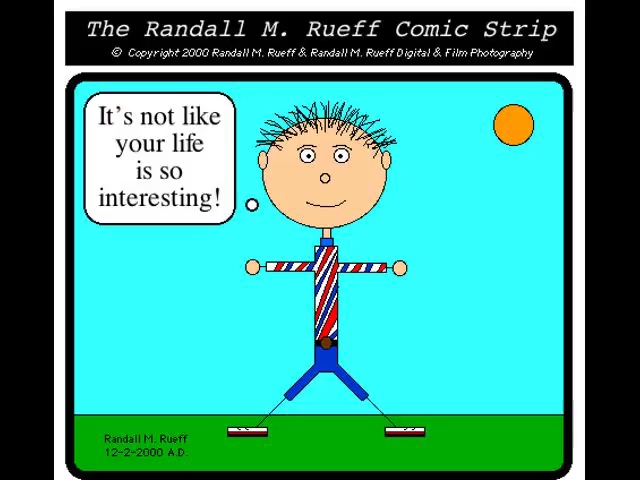 The Randall M. Rueff Comic Strip
© Copyright 2000 Randall M. Rueff & Randall M. Rueff Digital & Film Photography
It's not like
your life
is so
interesting!
Randall M. Rueff
12-2-2000 A.D.